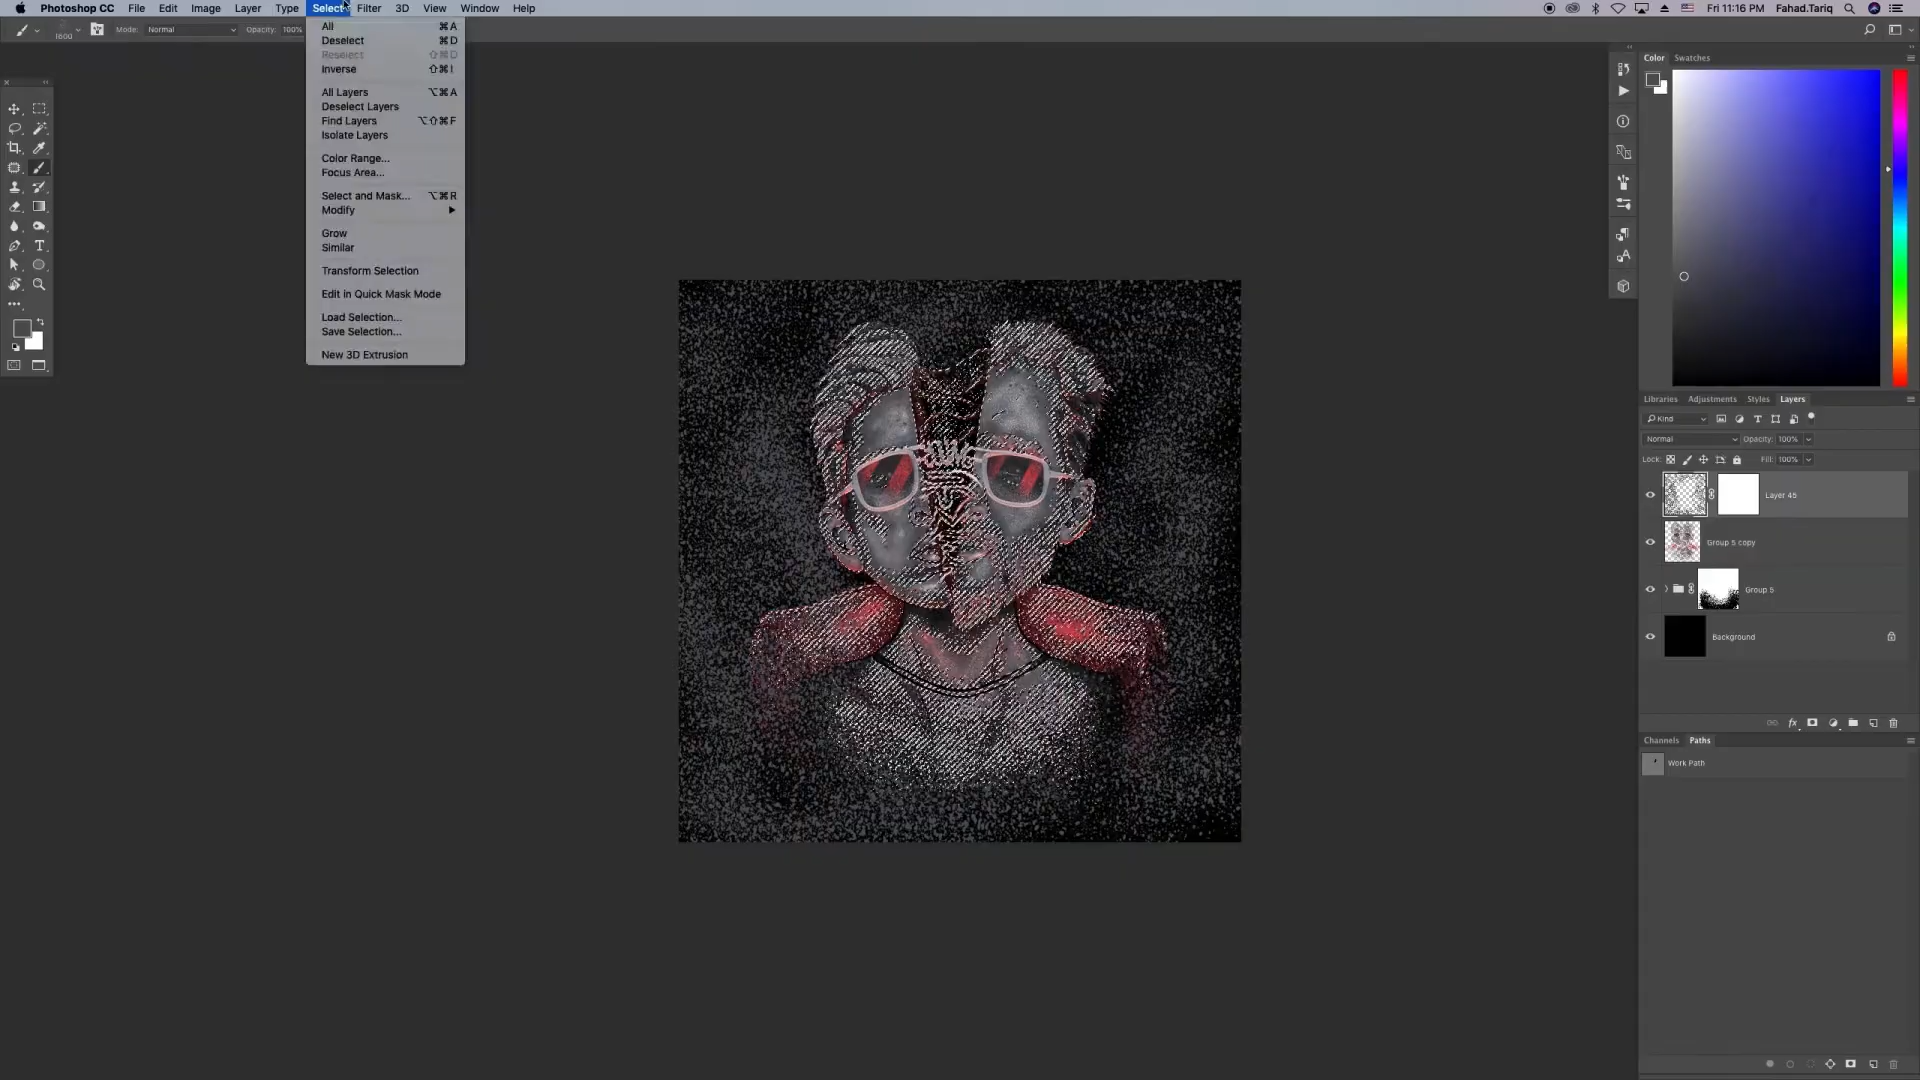 Photoshop CC File Edit Image Layer Type Select Filter 3D View Window Help Fri 11:16 PM Fahad.Tariq
1600 Mode: Normal Opacity: 100%
All ⌘A
Deselect ⌘D
Reselect ⇧⌘D
Inverse ⇧⌘I
All Layers ⌥⌘A
Deselect Layers
Find Layers ⌥⇧⌘F
Isolate Layers
Color Range...
Focus Area...
Select and Mask... ⌥⌘R
Modify
Grow
Similar
Transform Selection
Edit in Quick Mask Mode
Load Selection...
Save Selection...
New 3D Extrusion
Color Swatches
Libraries Adjustments Styles Layers
Kind
Normal Opacity: 100%
Lock: Fill: 100%
Layer 45
Group 5 copy
Group 5
Background
Channels Paths
Work Path